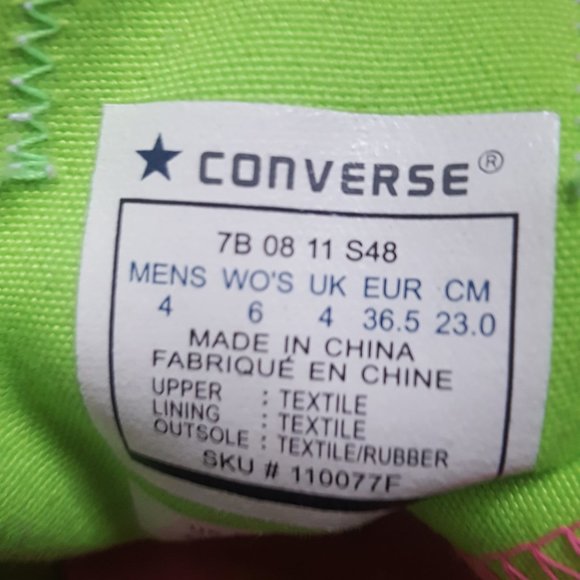 CONVERSE®
7B 08 11 S48
MENS WO'S UK EUR CM
4 6 4 36.5 23.0
MADE IN CHINA
FABRIQUÉ EN CHINE
UPPER : TEXTILE
LINING : TEXTILE
OUTSOLE : TEXTILE/RUBBER
SKU # 110077F